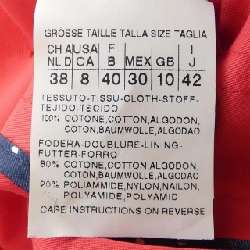 GRÖSSE TAILLE TALLA SIZE TAGLIA
CH A USA F I
NL D CA B MEX GB J
38 8 40 30 10 42
TESSUTO-TISSU-CLOTH-STOFF-
TEJIDO-TECIDO
100% COTONE,COTTON,ALGODON,
COTON,BAUMWOLLE,ALGODAO
FODERA-DOUBLURE-LINING-
FUTTER-FORRO
80% COTONE,COTTON,ALGODON
COTON,BAUMWOLLE,ALGODAO
20% POLIAMMIDE,NYLON,NAILON,
POLYAMIDE,POLYAMID
CARE INSTRUCTIONS ON REVERSE